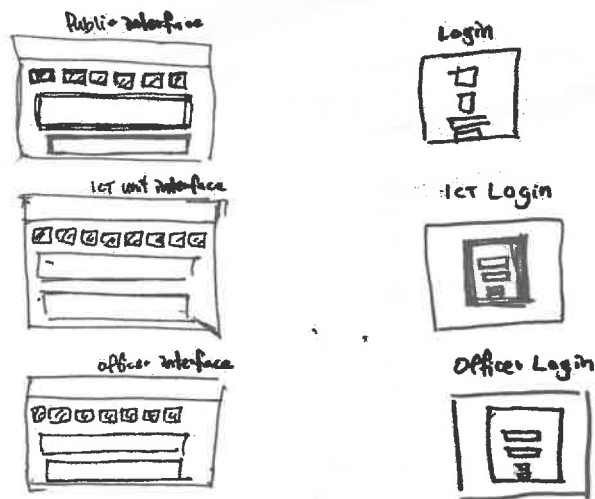 Public interface
Login
ICT unit interface
ICT Login
officer interface
Officer Login